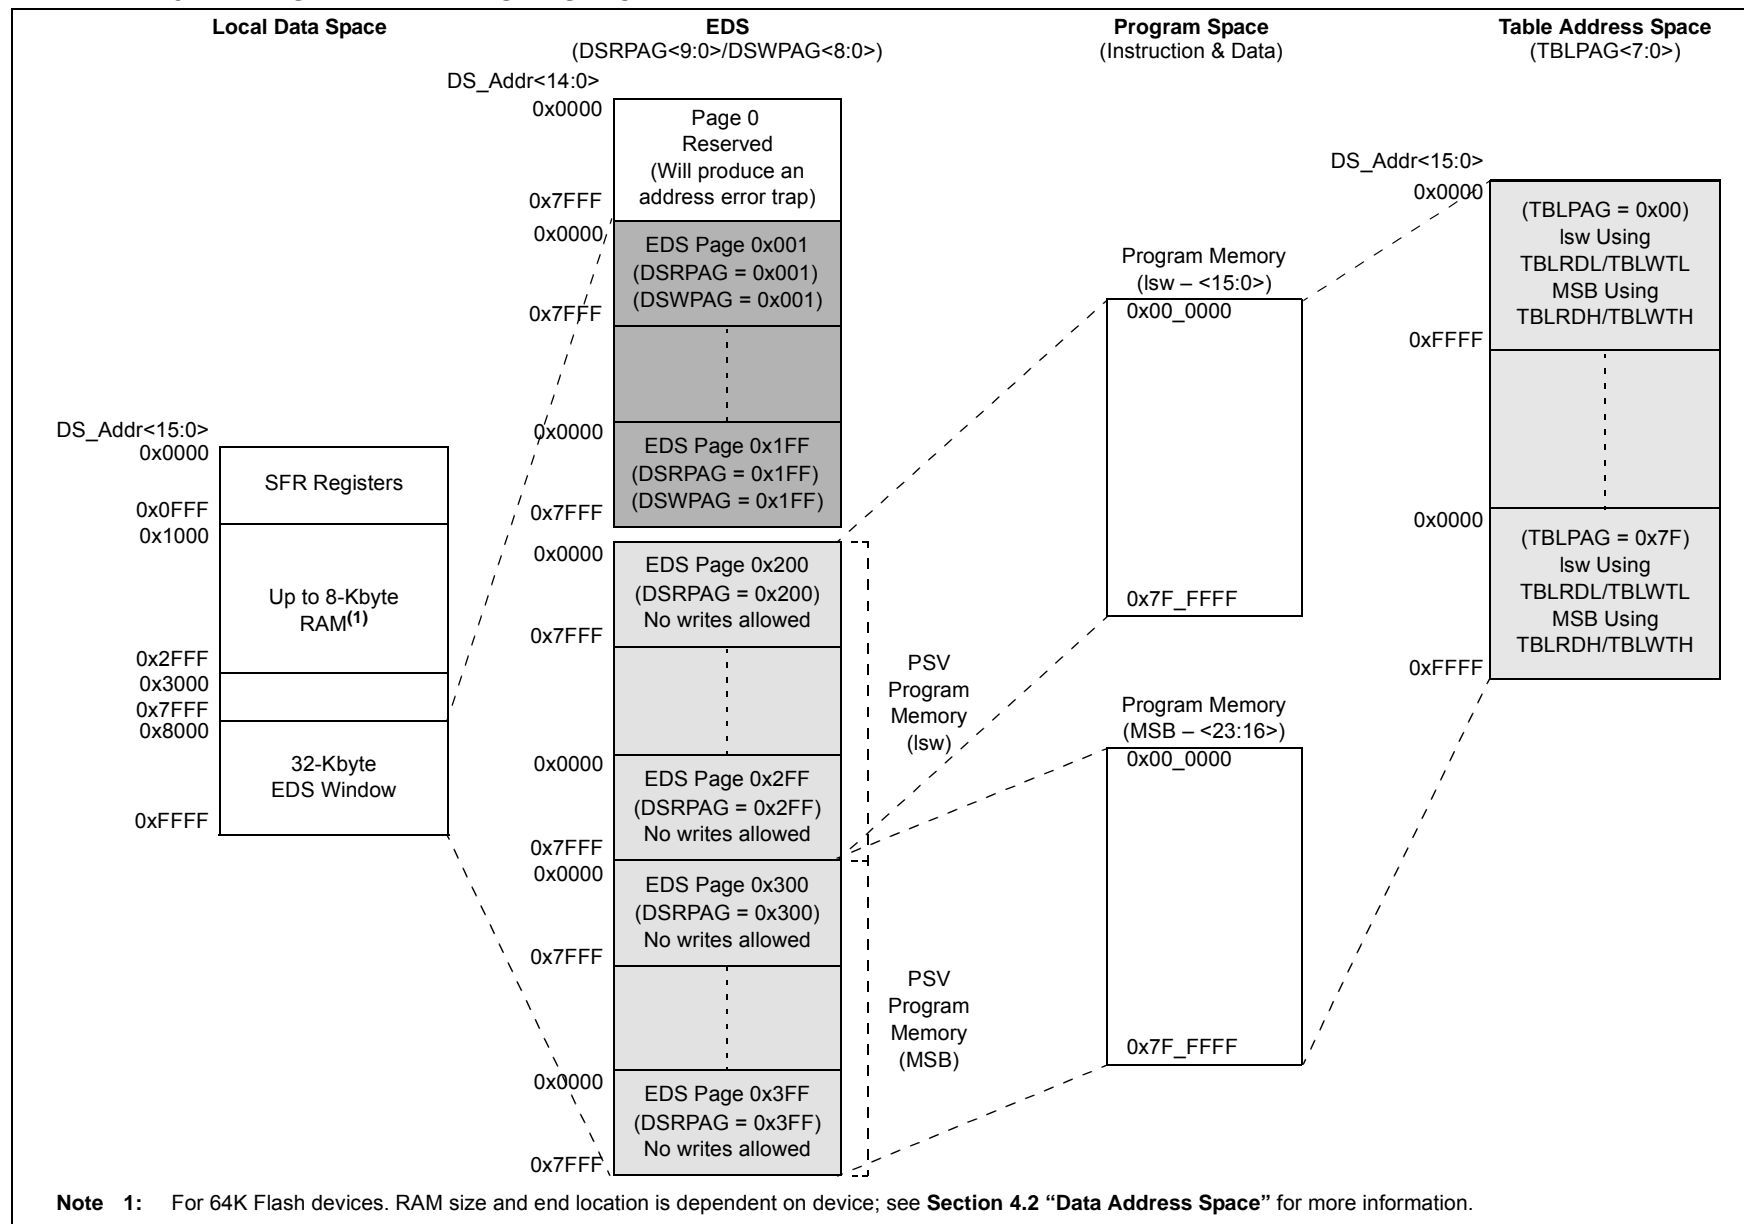 Local Data Space
EDS
(DSRPAG<9:0>/DSWPAG<8:0>)
Program Space
(Instruction & Data)
Table Address Space
(TBLPAG<7:0>)
DS_Addr<15:0>
0x0000
SFR Registers
0x0FFF
0x1000
Up to 8-Kbyte
RAM(1)
0x2FFF
0x3000
0x7FFF
0x8000
32-Kbyte
EDS Window
0xFFFF
DS_Addr<14:0>
0x0000
Page 0
Reserved
(Will produce an
address error trap)
0x7FFF
0x0000
EDS Page 0x001
(DSRPAG = 0x001)
(DSWPAG = 0x001)
0x7FFF
0x0000
EDS Page 0x1FF
(DSRPAG = 0x1FF)
(DSWPAG = 0x1FF)
0x7FFF
0x0000
EDS Page 0x200
(DSRPAG = 0x200)
No writes allowed
0x7FFF
PSV
Program
Memory
(lsw)
0x0000
EDS Page 0x2FF
(DSRPAG = 0x2FF)
No writes allowed
0x7FFF
0x0000
EDS Page 0x300
(DSRPAG = 0x300)
No writes allowed
0x7FFF
PSV
Program
Memory
(MSB)
0x0000
EDS Page 0x3FF
(DSRPAG = 0x3FF)
No writes allowed
0x7FFF
Program Memory
(lsw – <15:0>)
0x00_0000
0x7F_FFFF
Program Memory
(MSB – <23:16>)
0x00_0000
0x7F_FFFF
DS_Addr<15:0>
0x0000
(TBLPAG = 0x00)
lsw Using
TBLRDL/TBLWTL
MSB Using
TBLRDH/TBLWTH
0xFFFF
0x0000
(TBLPAG = 0x7F)
lsw Using
TBLRDL/TBLWTL
MSB Using
TBLRDH/TBLWTH
0xFFFF
Note 1: For 64K Flash devices. RAM size and end location is dependent on device; see Section 4.2 “Data Address Space” for more information.